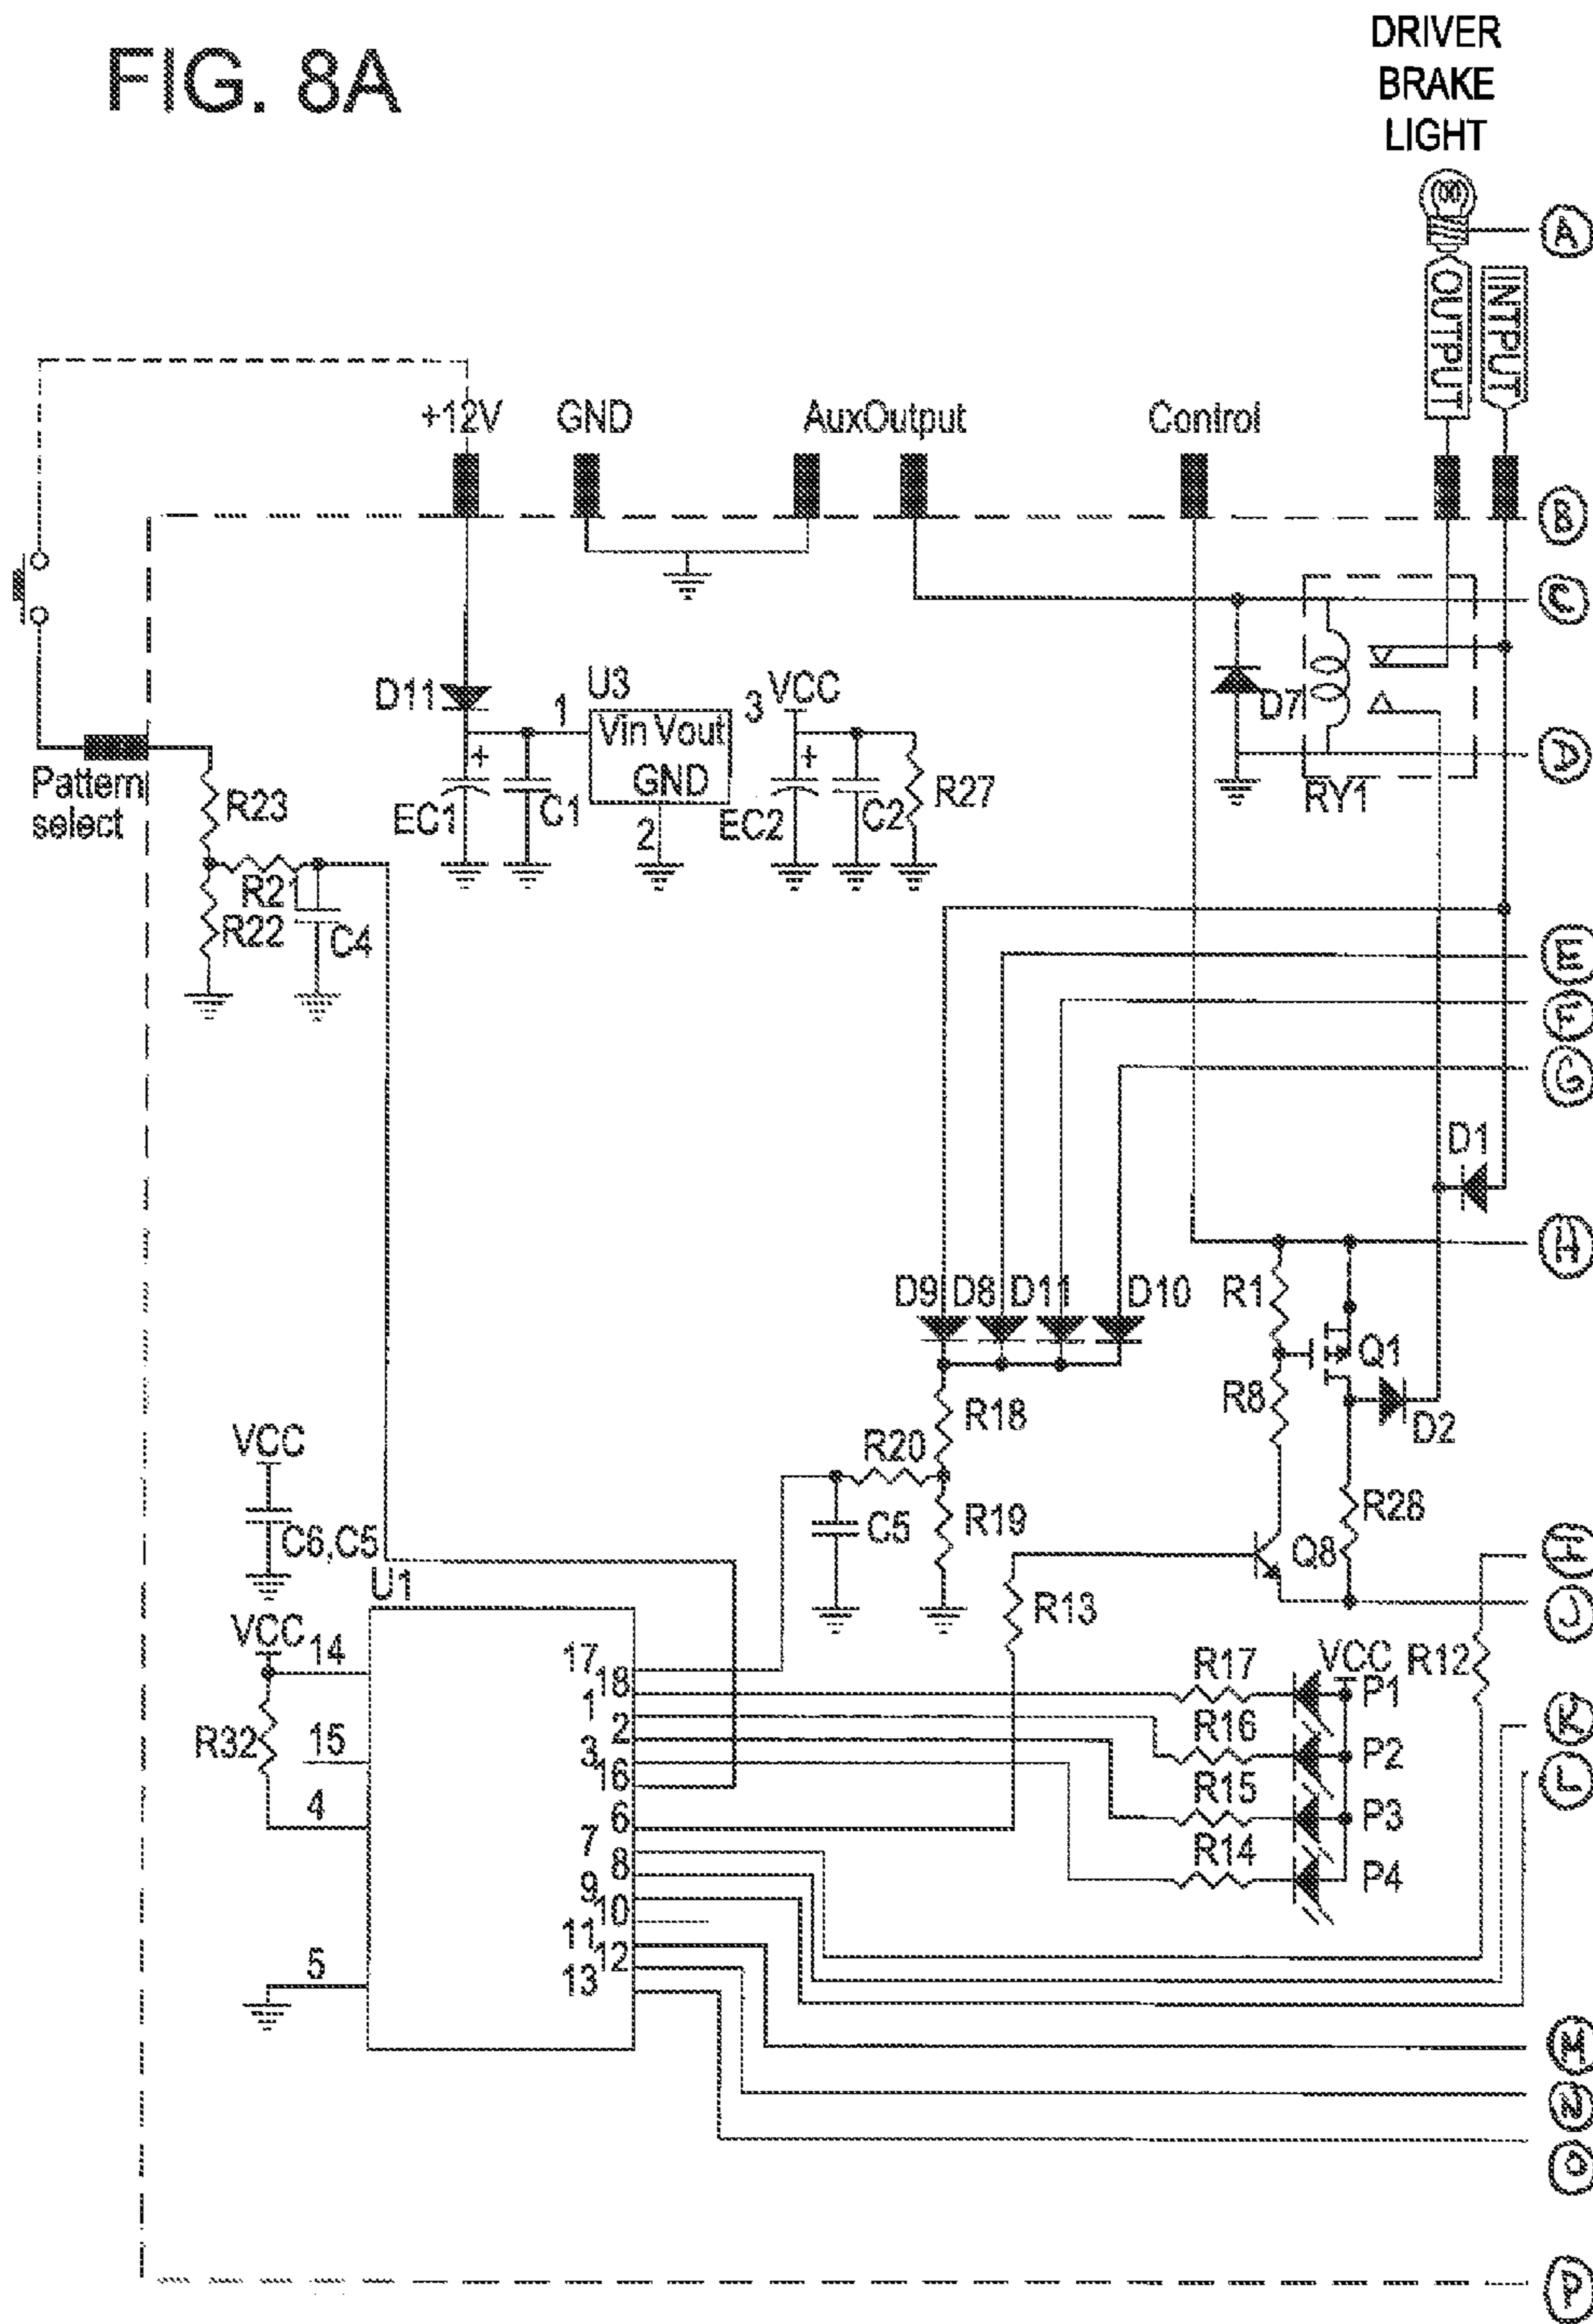 FIG. 8A
DRIVER
BRAKE
LIGHT
A
OUTPUT
INTPUT
+12V
GND
AuxOutput
Control
B
C
D11
1
U3
Vin Vout
GND
2
3
VCC
D7
D
RY1
Pattern
select
R23
EC1
C1
EC2
C2
R27
R21
R22
C4
E
F
G
D1
H
D9
D8
D11
D10
R1
Q1
R8
D2
R18
VCC
R20
R28
C6,C5
C5
R19
Q8
I
U1
R13
J
VCC
14
17
18
R17
VCC
R12
P1
1
R16
K
R32
15
2
3
P2
16
R15
L
4
6
P3
7
R14
8
P4
9
10
11
12
5
13
M
N
O
P